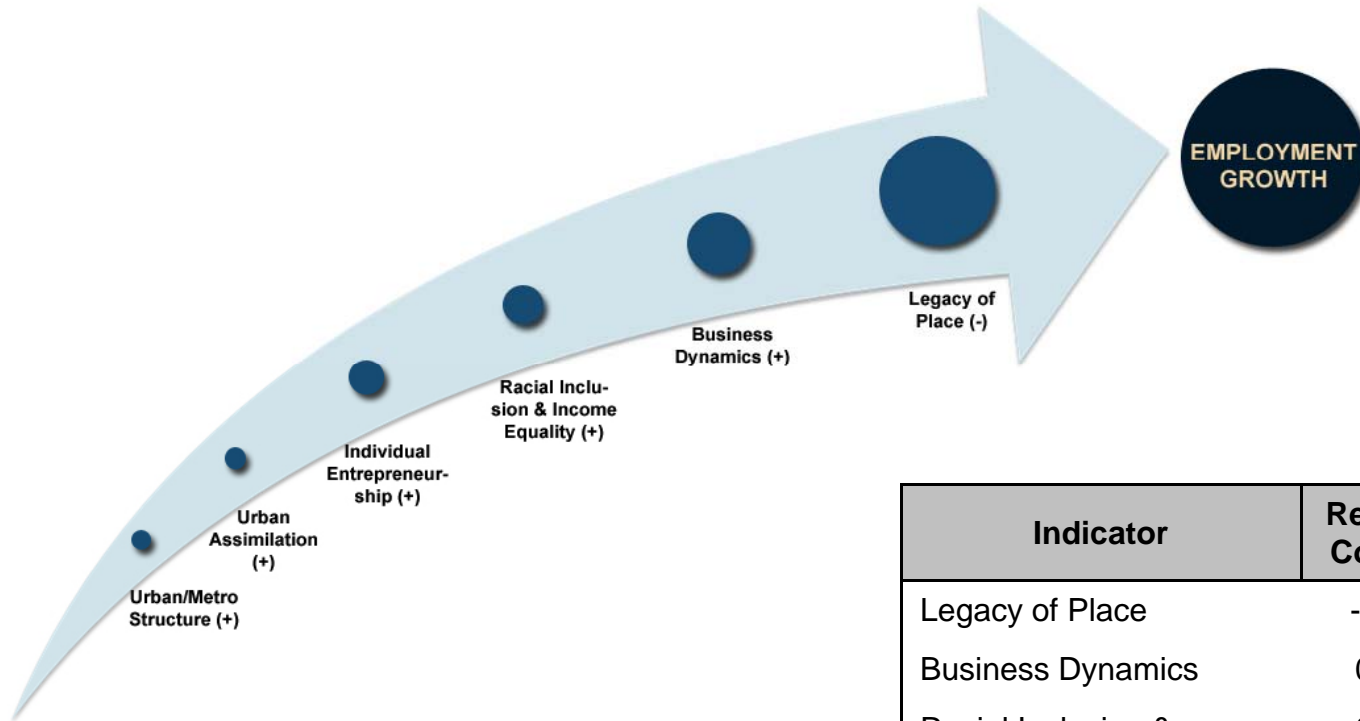 EMPLOYMENT
GROWTH
Legacy of
Place (-)
Business
Dynamics (+)
Racial Inclu-
sion & Income
Equality (+)
Individual
Entrepreneur-
ship (+)
Urban
Assimilation
(+)
Urban/Metro
Structure (+)
Indicator
Legacy of Place
Business Dynamics